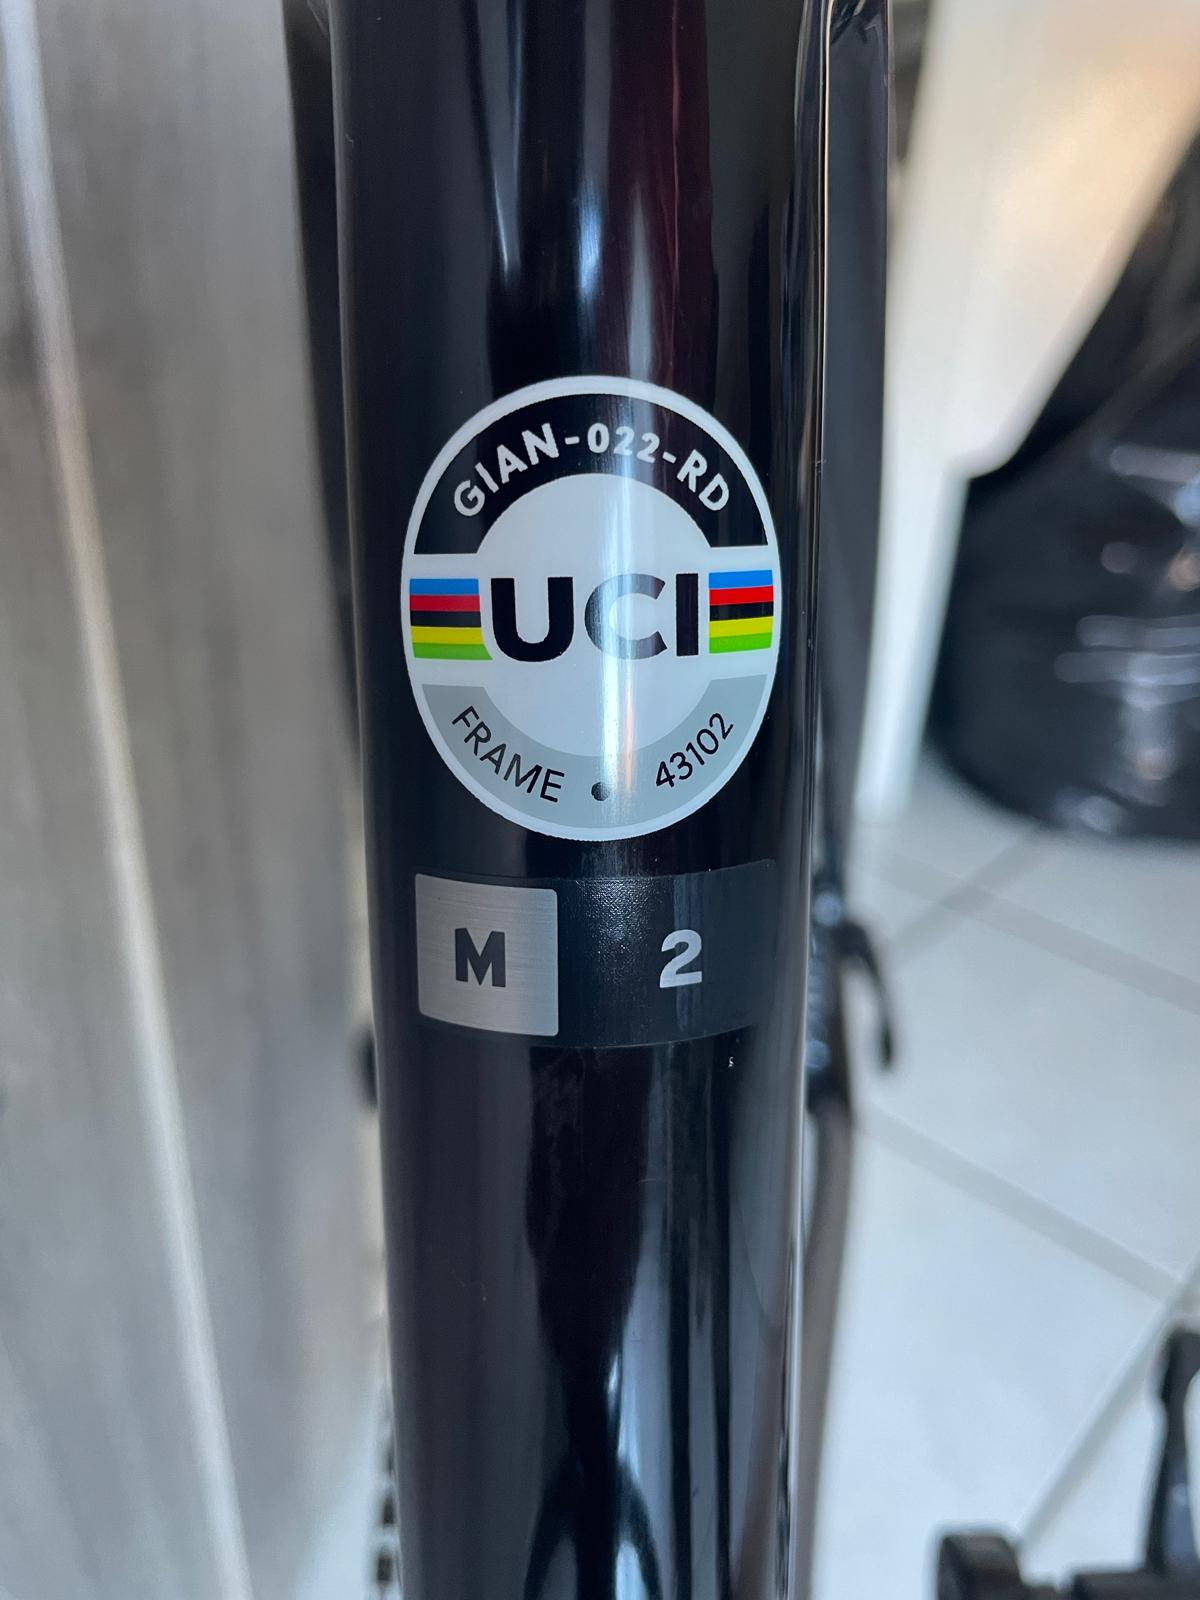 GIAN-022-RD
UCI
FRAME • 43102
M 2